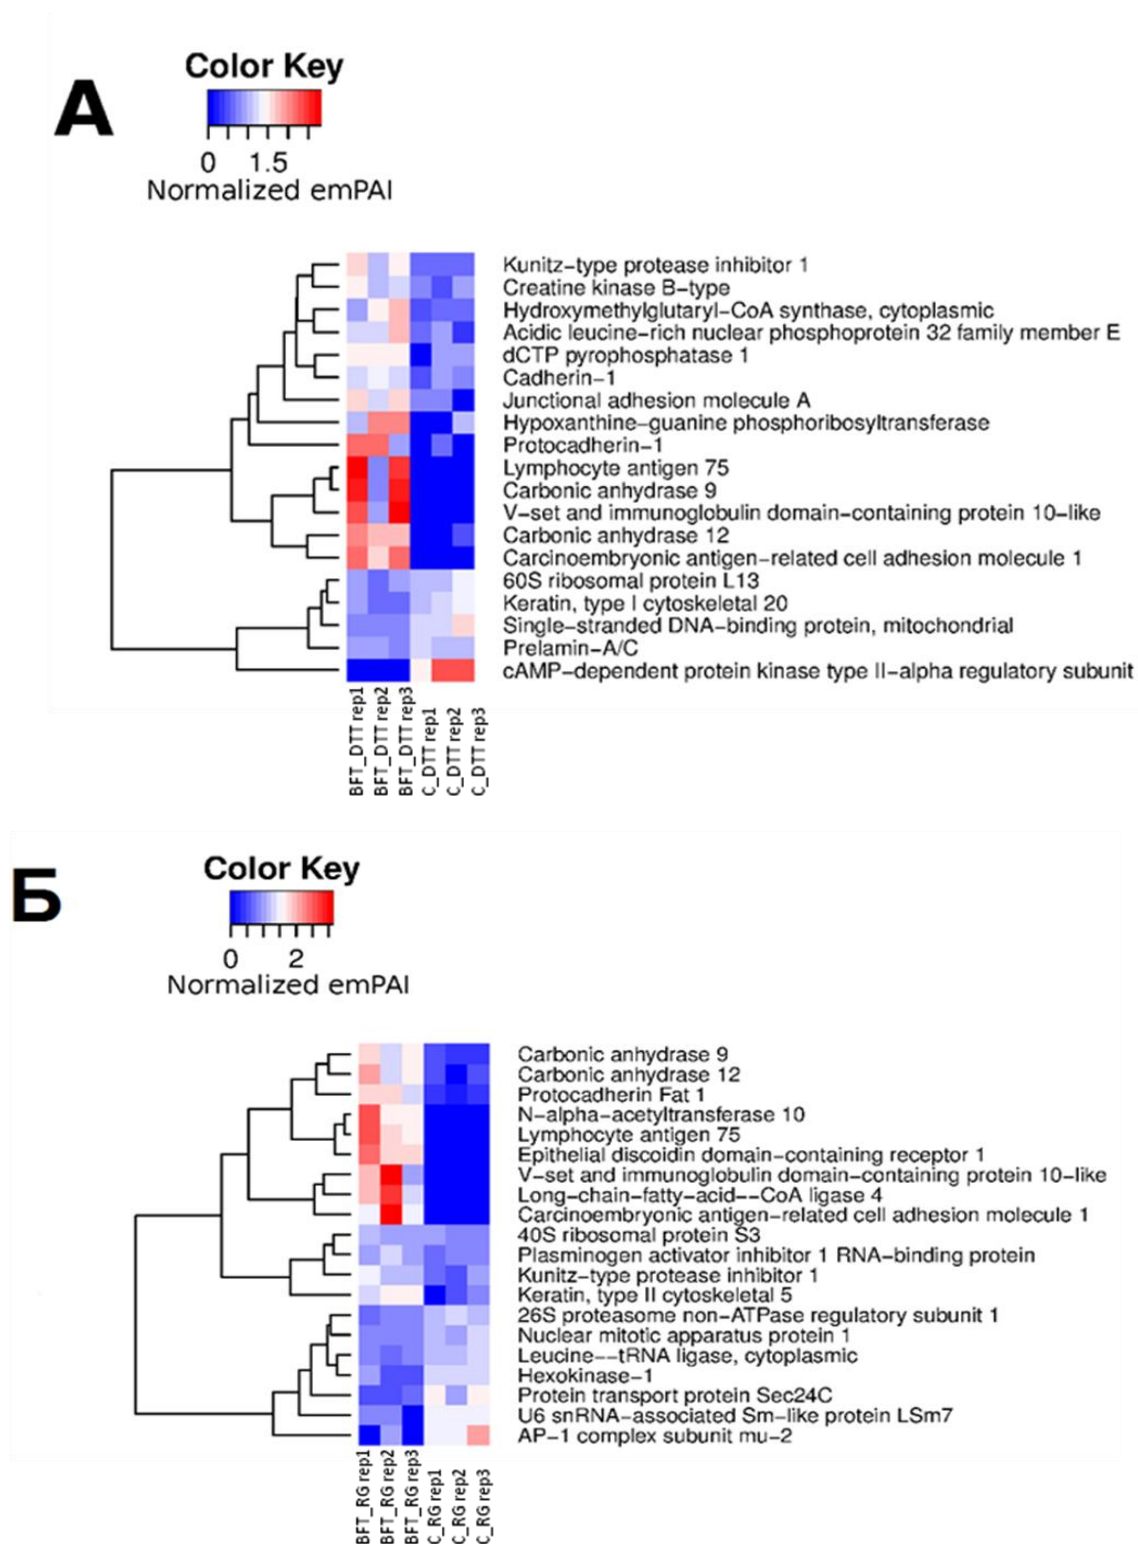 А
Color Key
0 1.5
Normalized emPAI
Kunitz−type protease inhibitor 1
Creatine kinase B−type
Hydroxymethylglutaryl−CoA synthase, cytoplasmic
Acidic leucine−rich nuclear phosphoprotein 32 family member E
dCTP pyrophosphatase 1
Cadherin−1
Junctional adhesion molecule A
Hypoxanthine−guanine phosphoribosyltransferase
Protocadherin−1
Lymphocyte antigen 75
Carbonic anhydrase 9
V−set and immunoglobulin domain−containing protein 10−like
Carbonic anhydrase 12
Carcinoembryonic antigen−related cell adhesion molecule 1
60S ribosomal protein L13
Keratin, type I cytoskeletal 20
Single−stranded DNA−binding protein, mitochondrial
Prelamin−A/C
cAMP−dependent protein kinase type II−alpha regulatory subunit
BFT_DTT rep1
BFT_DTT rep2
BFT_DTT rep3
C_DTT rep1
C_DTT rep2
C_DTT rep3
Б
Color Key
0 2
Normalized emPAI
Carbonic anhydrase 9
Carbonic anhydrase 12
Protocadherin Fat 1
N−alpha−acetyltransferase 10
Lymphocyte antigen 75
Epithelial discoidin domain−containing receptor 1
V−set and immunoglobulin domain−containing protein 10−like
Long−chain−fatty−acid−−CoA ligase 4
Carcinoembryonic antigen−related cell adhesion molecule 1
40S ribosomal protein S3
Plasminogen activator inhibitor 1 RNA−binding protein
Kunitz−type protease inhibitor 1
Keratin, type II cytoskeletal 5
26S proteasome non−ATPase regulatory subunit 1
Nuclear mitotic apparatus protein 1
Leucine−−tRNA ligase, cytoplasmic
Hexokinase−1
Protein transport protein Sec24C
U6 snRNA−associated Sm−like protein LSm7
AP−1 complex subunit mu−2
BFT_RG rep1
BFT_RG rep2
BFT_RG rep3
C_RG rep1
C_RG rep2
C_RG rep3